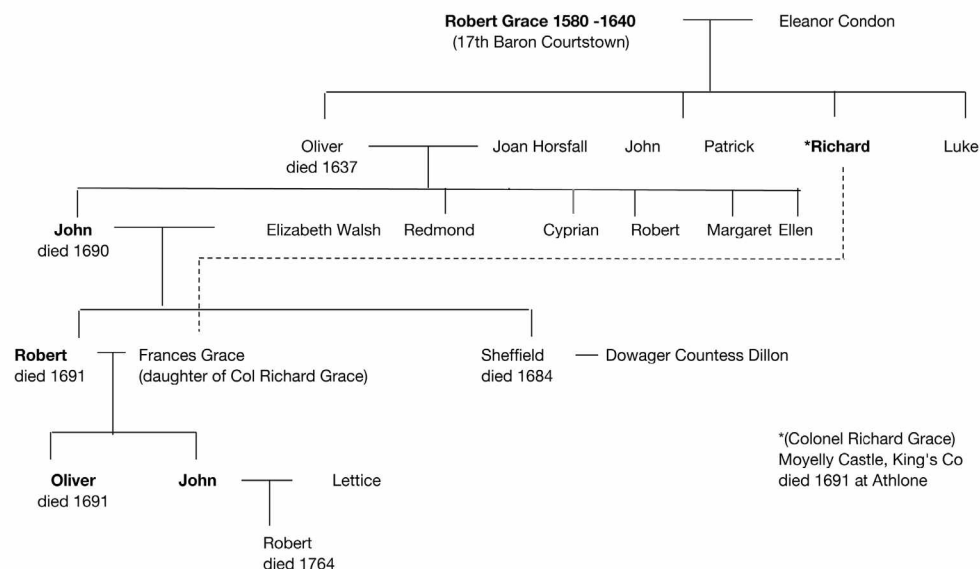 Robert Grace 1580 -1640 Eleanor Condon
(17th Baron Courtstown)
Oliver Joan Horsfall John Patrick *Richard Luke
died 1637
John Elizabeth Walsh Redmond Cyprian Robert Margaret Ellen
died 1690
Robert Frances Grace Sheffield Dowager Countess Dillon
died 1691 (daughter of Col Richard Grace) died 1684
*(Colonel Richard Grace)
Moyelly Castle, King's Co
died 1691 at Athlone
Oliver John Lettice
died 1691
Robert
died 1764